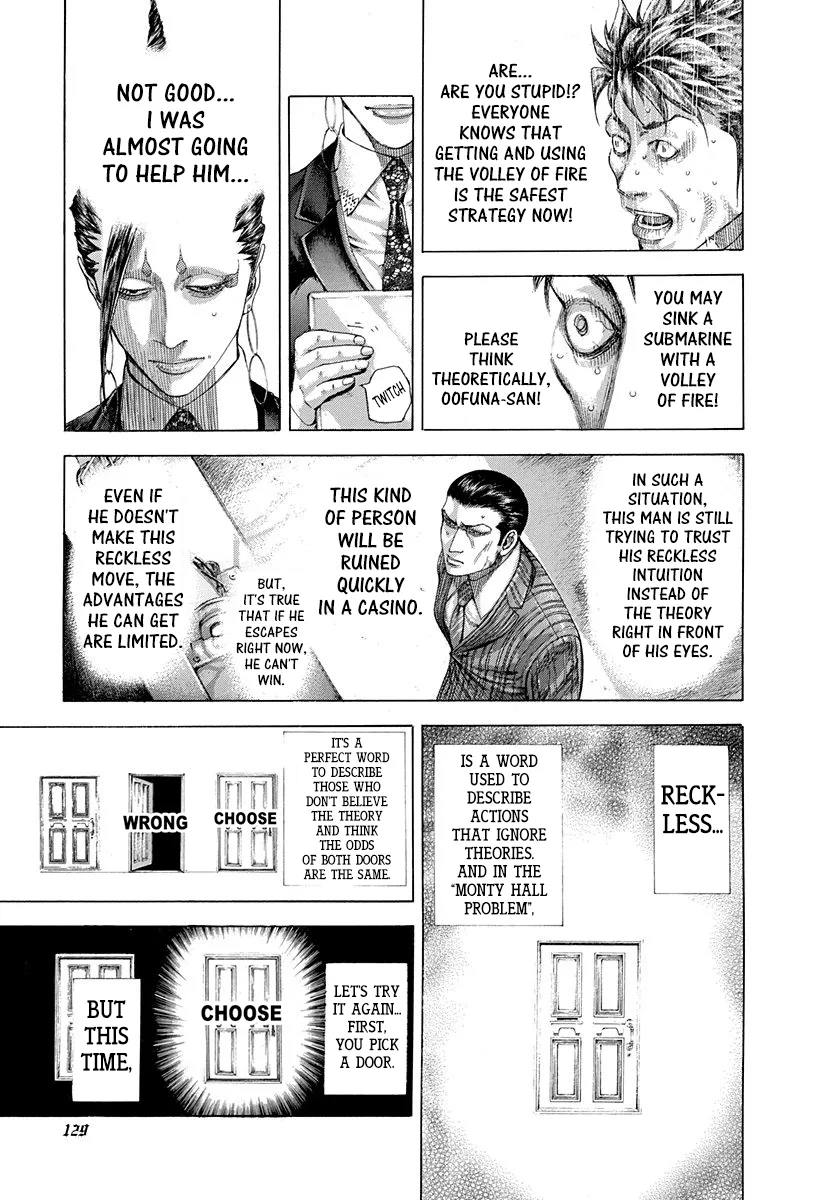 ARE...
ARE YOU STUPID!?
EVERYONE
KNOWS THAT
GETTING AND USING
THE VOLLEY OF FIRE
IS THE SAFEST
STRATEGY NOW!
TWITCH
NOT GOOD...
I WAS
ALMOST GOING
TO HELP HIM...
YOU MAY
SINK A
SUBMARINE
WITH A
VOLLEY
OF FIRE!
PLEASE
THINK
THEORETICALLY,
OOFUNA-SAN!
IN SUCH A
SITUATION,
THIS MAN IS STILL
TRYING TO TRUST
HIS RECKLESS
INTUITION
INSTEAD OF
THE THEORY
RIGHT IN FRONT
OF HIS EYES.
THIS KIND
OF PERSON
WILL BE
RUINED
QUICKLY
IN A CASINO.
BUT,
IT'S TRUE
THAT IF HE
ESCAPES
RIGHT NOW,
HE CAN'T
WIN.
EVEN IF
HE DOESN'T
MAKE THIS
RECKLESS
MOVE, THE
ADVANTAGES
HE CAN GET
ARE LIMITED.
RECK-
LESS...
IS A WORD
USED TO
DESCRIBE
ACTIONS
THAT IGNORE
THEORIES.
AND IN THE
"MONTY HALL
PROBLEM",
IT'S A
PERFECT WORD
TO DESCRIBE
THOSE WHO
DON'T BELIEVE
THE THEORY
AND THINK
THE ODDS
OF BOTH DOORS
ARE THE SAME.
CHOOSE
WRONG
LET'S TRY
IT AGAIN...
FIRST,
YOU PICK
A DOOR.
CHOOSE
BUT
THIS
TIME,
129